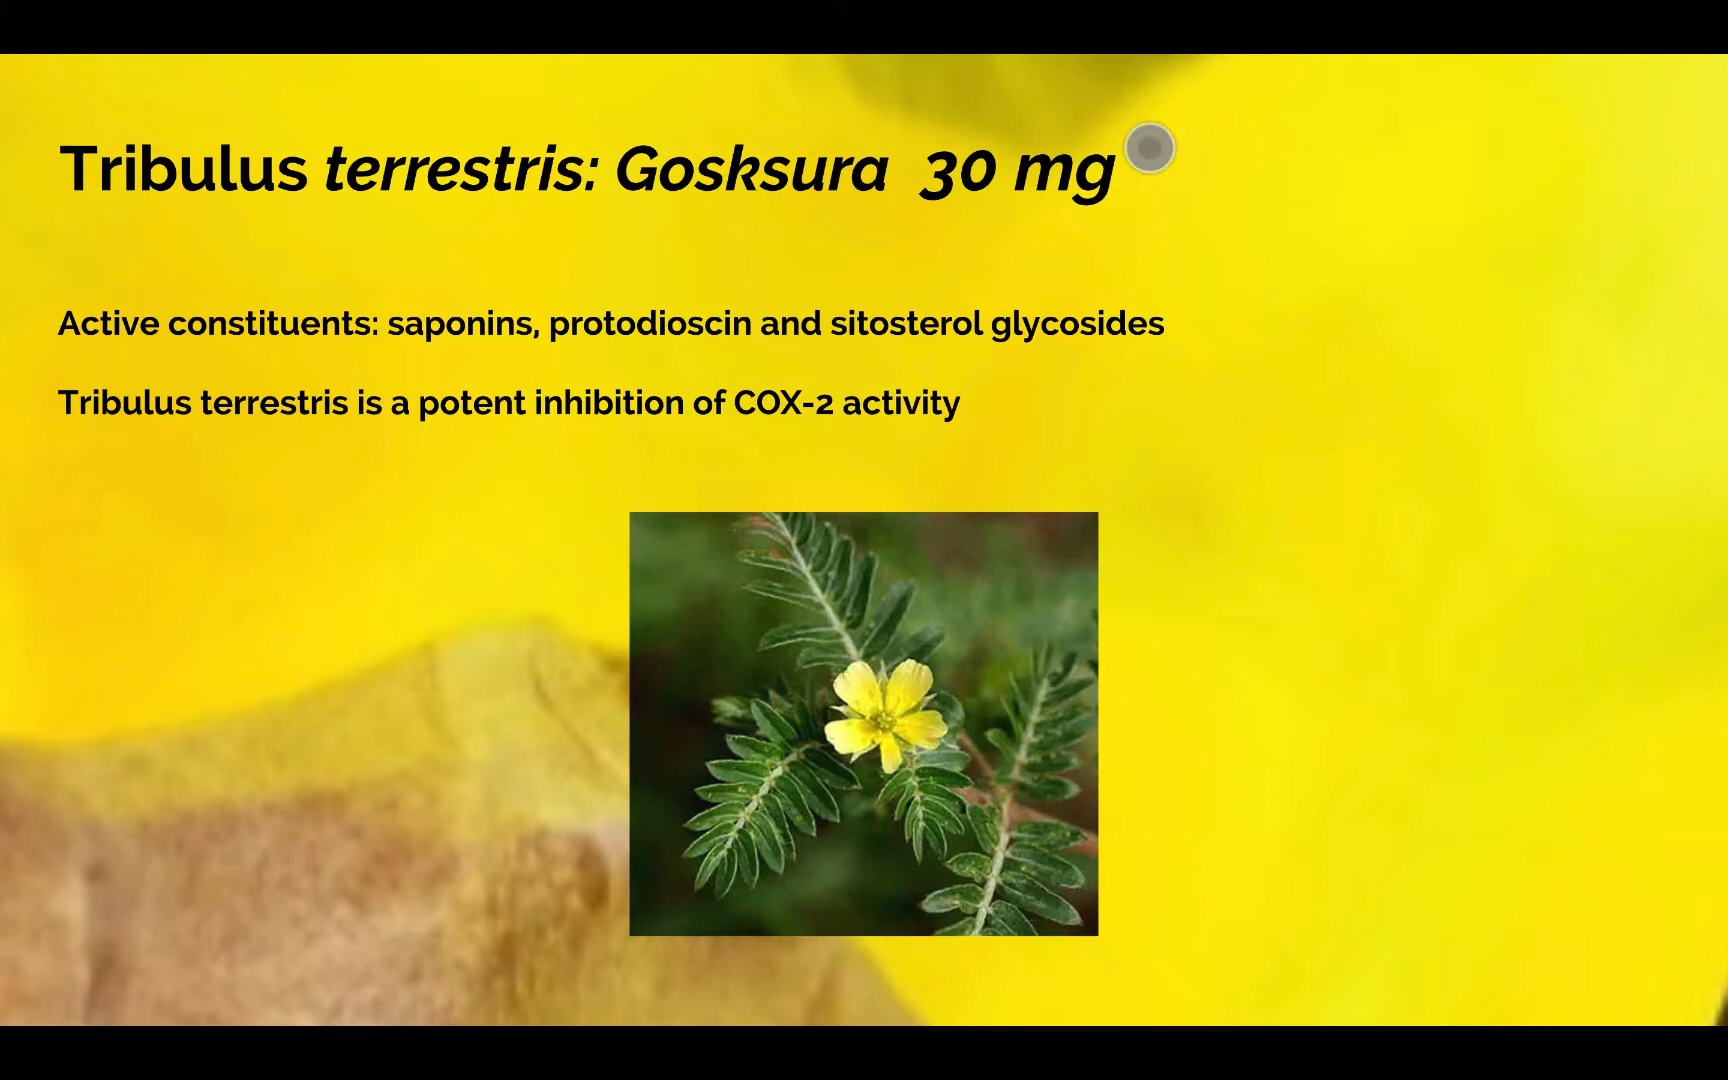 Tribulus terrestris: Gosksura 30 mg
Active constituents: saponins, protodioscin and sitosterol glycosides
Tribulus terrestris is a potent inhibition of COX-2 activity